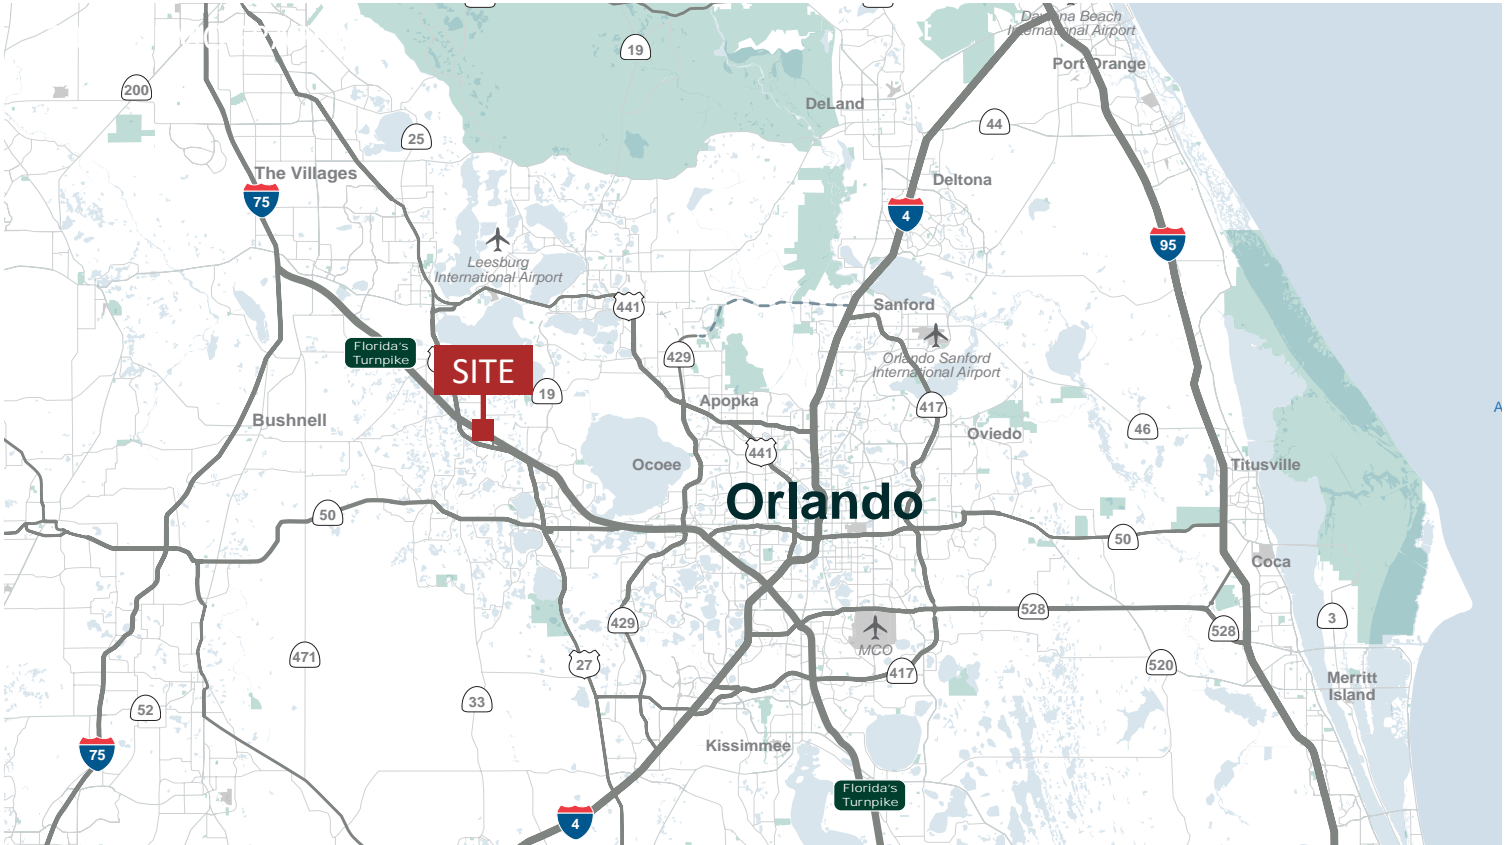 Daytona Beach
International Airport
19
Port Orange
200
DeLand
44
25
The Villages
Deltona
75
4
95
Leesburg
International Airport
441
Sanford
Florida's
Turnpike
429
Orlando Sanford
International Airport
SITE
19
Apopka
417
A
Bushnell
46
Oviedo
441
Ocoee
Titusville
Orlando
50
50
Coca
528
3
429
528
MCO
471
27
520
417
Merritt
Island
33
52
Kissimmee
75
Florida's
Turnpike
4